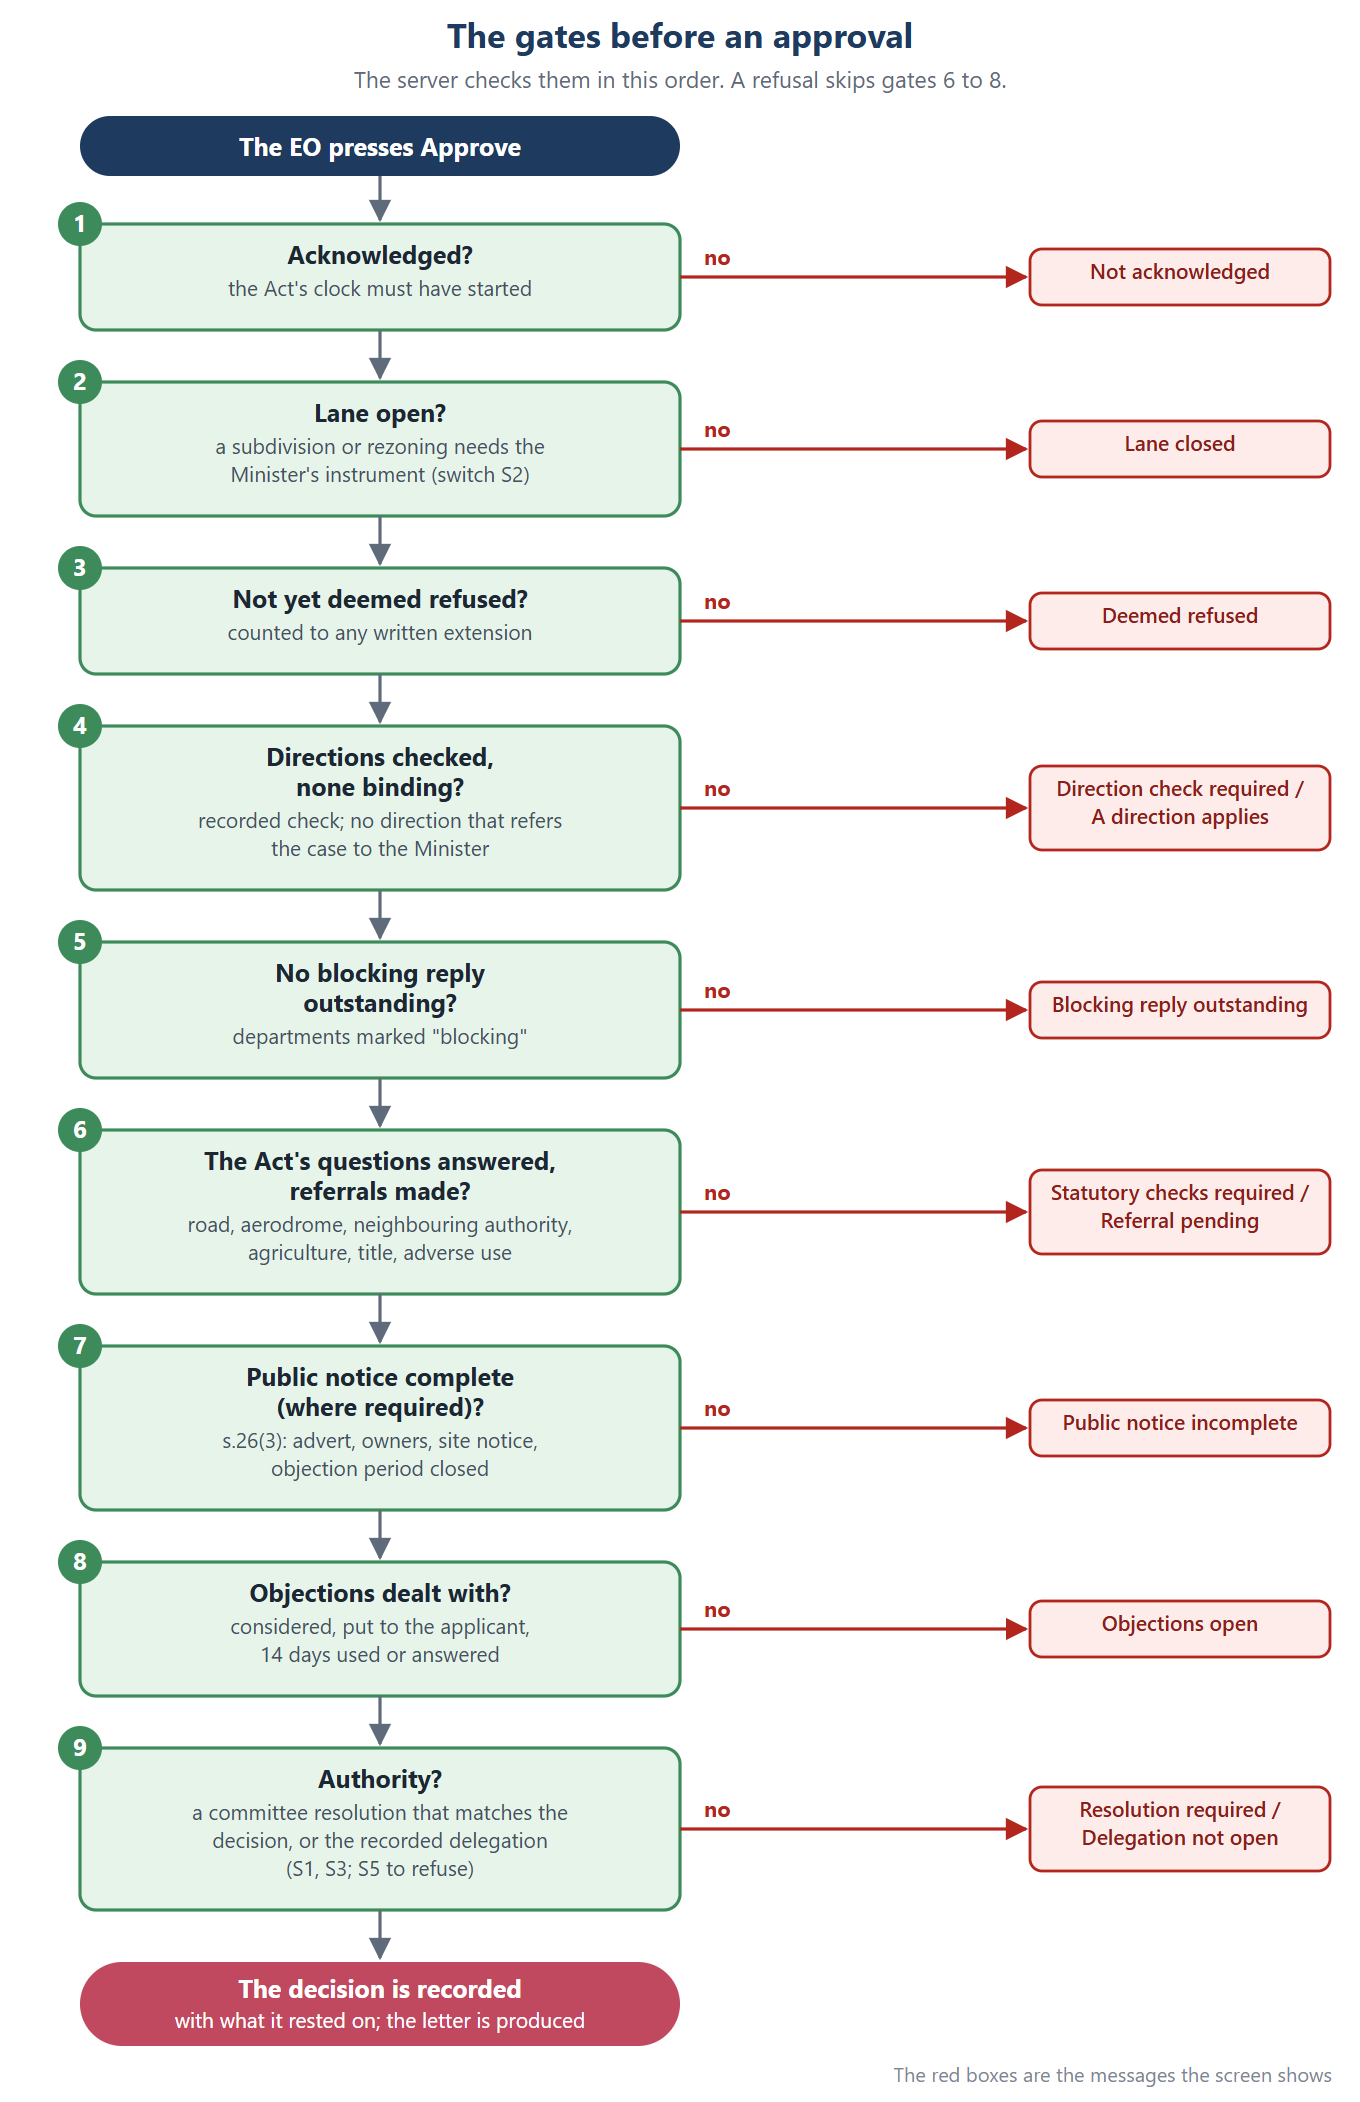 The gates before an approval
The server checks them in this order. A refusal skips gates 6 to 8.
The EO presses Approve
1
Acknowledged?
the Act's clock must have started
no
Not acknowledged
2
Lane open?
a subdivision or rezoning needs the
Minister's instrument (switch S2)
no
Lane closed
3
Not yet deemed refused?
counted to any written extension
no
Deemed refused
4
Directions checked,
none binding?
recorded check; no direction that refers
the case to the Minister
no
Direction check required /
A direction applies
5
No blocking reply
outstanding?
departments marked "blocking"
no
Blocking reply outstanding
6
The Act's questions answered,
referrals made?
road, aerodrome, neighbouring authority,
agriculture, title, adverse use
no
Statutory checks required /
Referral pending
7
Public notice complete
(where required)?
s.26(3): advert, owners, site notice,
objection period closed
no
Public notice incomplete
8
Objections dealt with?
considered, put to the applicant,
14 days used or answered
no
Objections open
9
Authority?
a committee resolution that matches the
decision, or the recorded delegation
(S1, S3; S5 to refuse)
no
Resolution required /
Delegation not open
The decision is recorded
with what it rested on; the letter is produced
The red boxes are the messages the screen shows